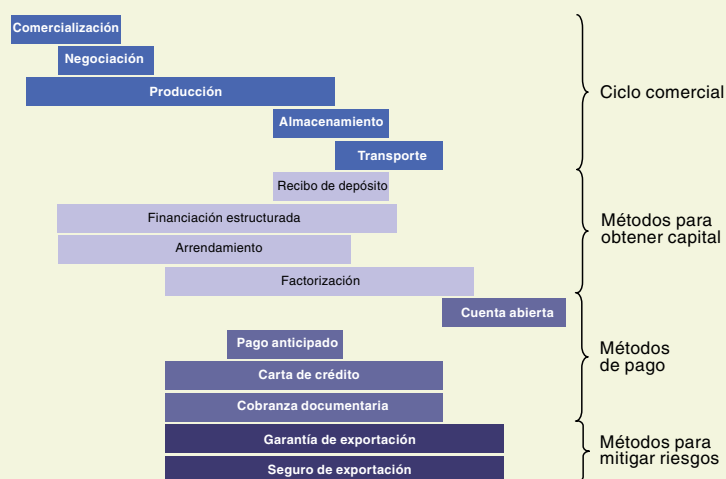 Comercialización
Negociación
Producción
Almacenamiento
Transporte
Ciclo comercial
Recibo de depósito
Financiación estructurada
Arrendamiento
Factorización
Métodos para
obtener capital
Cuenta abierta
Pago anticipado
Carta de crédito
Cobranza documentaria
Métodos
de pago
Garantía de exportación
Seguro de exportación
Métodos para
mitigar riesgos